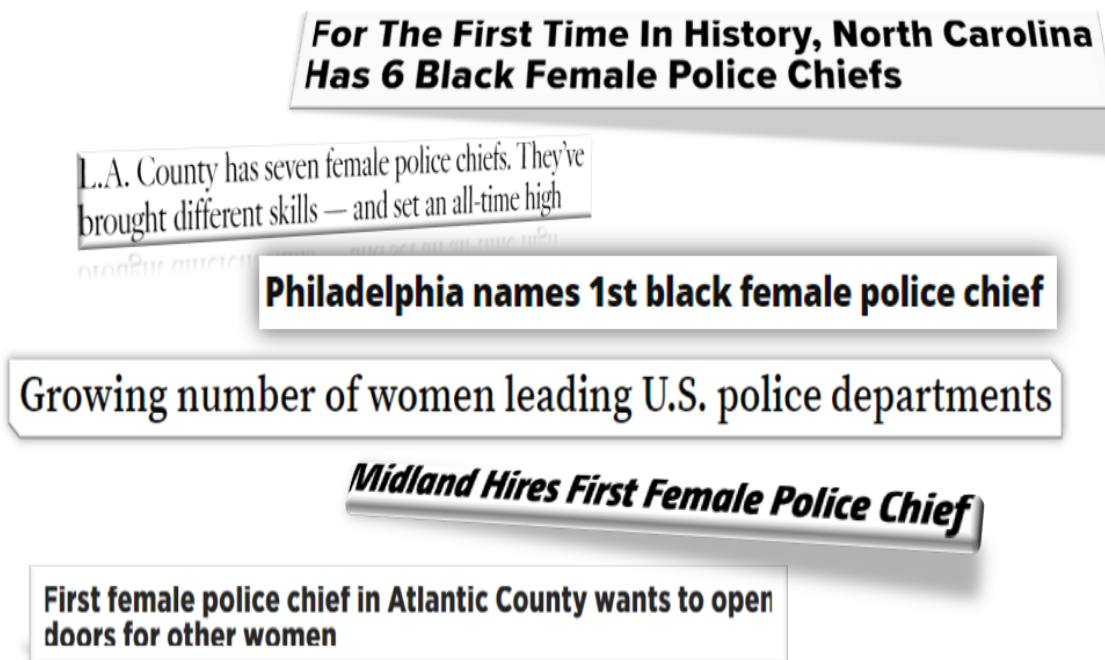 For The First Time In History, North Carolina
Has 6 Black Female Police Chiefs
L.A. County has seven female police chiefs. They've
brought different skills — and set an all-time high
Philadelphia names 1st black female police chief
Growing number of women leading U.S. police departments
Midland Hires First Female Police Chief
First female police chief in Atlantic County wants to open
doors for other women